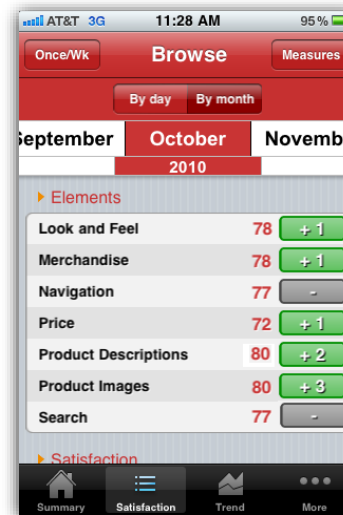 AT&T 3G 11:28 AM 95%
Once/Wk Browse Measures
By day By month
September October Novemb
2010
Elements
Look and Feel 78 + 1
Merchandise 78 + 1
Navigation 77 -
Price 72 + 1
Product Descriptions 80 + 2
Product Images 80 + 3
Search 77 -
Satisfaction
Summary Satisfaction Trend More